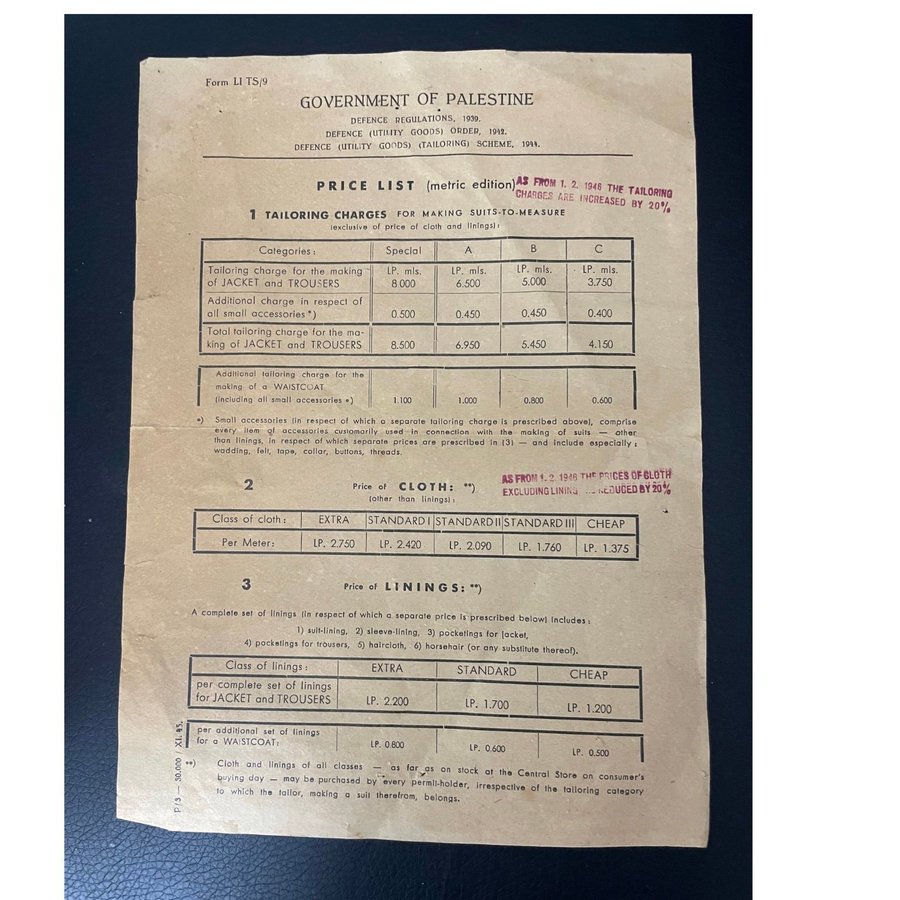 Form LI TS/9
GOVERNMENT OF PALESTINE
DEFENCE REGULATIONS, 1939.
DEFENCE (UTILITY GOODS) ORDER, 1942.
DEFENCE (UTILITY GOODS) (TAILORING) SCHEME, 1944.
PRICE LIST (metric edition)
AS FROM 1. 2. 1946 THE TAILORING
CHARGES ARE INCREASED BY 20%
1 TAILORING CHARGES FOR MAKING SUITS-TO-MEASURE
(exclusive of price of cloth and linings):
Categories: Special A B C
Tailoring charge for the making LP. mls. LP. mls. LP. mls. LP. mls.
of JACKET and TROUSERS 8.000 6.500 5.000 3.750
Additional charge in respect of
all small accessories *) 0.500 0.450 0.450 0.400
Total tailoring charge for the ma-
king of JACKET and TROUSERS 8.500 6.950 5.450 4.150
Additional tailoring charge for the
making of a WAISTCOAT
(including all small accessories *) 1.100 1.000 0.800 0.600
*) Small accessories (in respect of which a separate tailoring charge is prescribed above), comprise
every item of accessories customarily used in connection with the making of suits — other
than linings, in respect of which separate prices are prescribed in (3) — and include especially:
wadding, felt, tape, collar, buttons, threads.
2 Price of CLOTH: **)
(other than linings):
AS FROM 1. 2. 1946 THE PRICES OF CLOTH
EXCLUDING LINING REDUCED BY 20%
Class of cloth: EXTRA STANDARD I STANDARD II STANDARD III CHEAP
Per Meter: LP. 2.750 LP. 2.420 LP. 2.090 LP. 1.760 LP. 1.375
3 Price of LININGS: **)
A complete set of linings (in respect of which a separate price is prescribed below) includes:
1) suit-lining, 2) sleeve-lining, 3) pocketings for jacket,
4) pocketings for trousers, 5) haircloth, 6) horsehair (or any substitute thereof).
Class of linings: EXTRA STANDARD CHEAP
per complete set of linings
for JACKET and TROUSERS LP. 2.200 LP. 1.700 LP. 1.200
per additional set of linings
for a WAISTCOAT: LP. 0.800 LP. 0.600 LP. 0.500
**) Cloth and linings of all classes — as far as on stock at the Central Store on consumer's
buying day — may be purchased by every permit-holder, irrespective of the tailoring category
to which the tailor, making a suit therefrom, belongs.
P/3 — 30.000 / XI. 45.